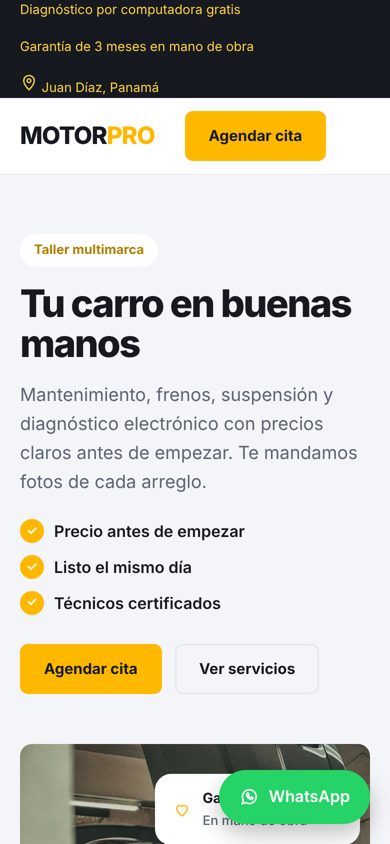 Diagnóstico por computadora gratis
Garantía de 3 meses en mano de obra
Juan Díaz, Panamá
MOTORPRO
Agendar cita
Taller multimarca
Tu carro en buenas
manos
Mantenimiento, frenos, suspensión y
diagnóstico electrónico con precios
claros antes de empezar. Te mandamos
fotos de cada arreglo.
Precio antes de empezar
Listo el mismo día
Técnicos certificados
Agendar cita
Ver servicios
WhatsApp